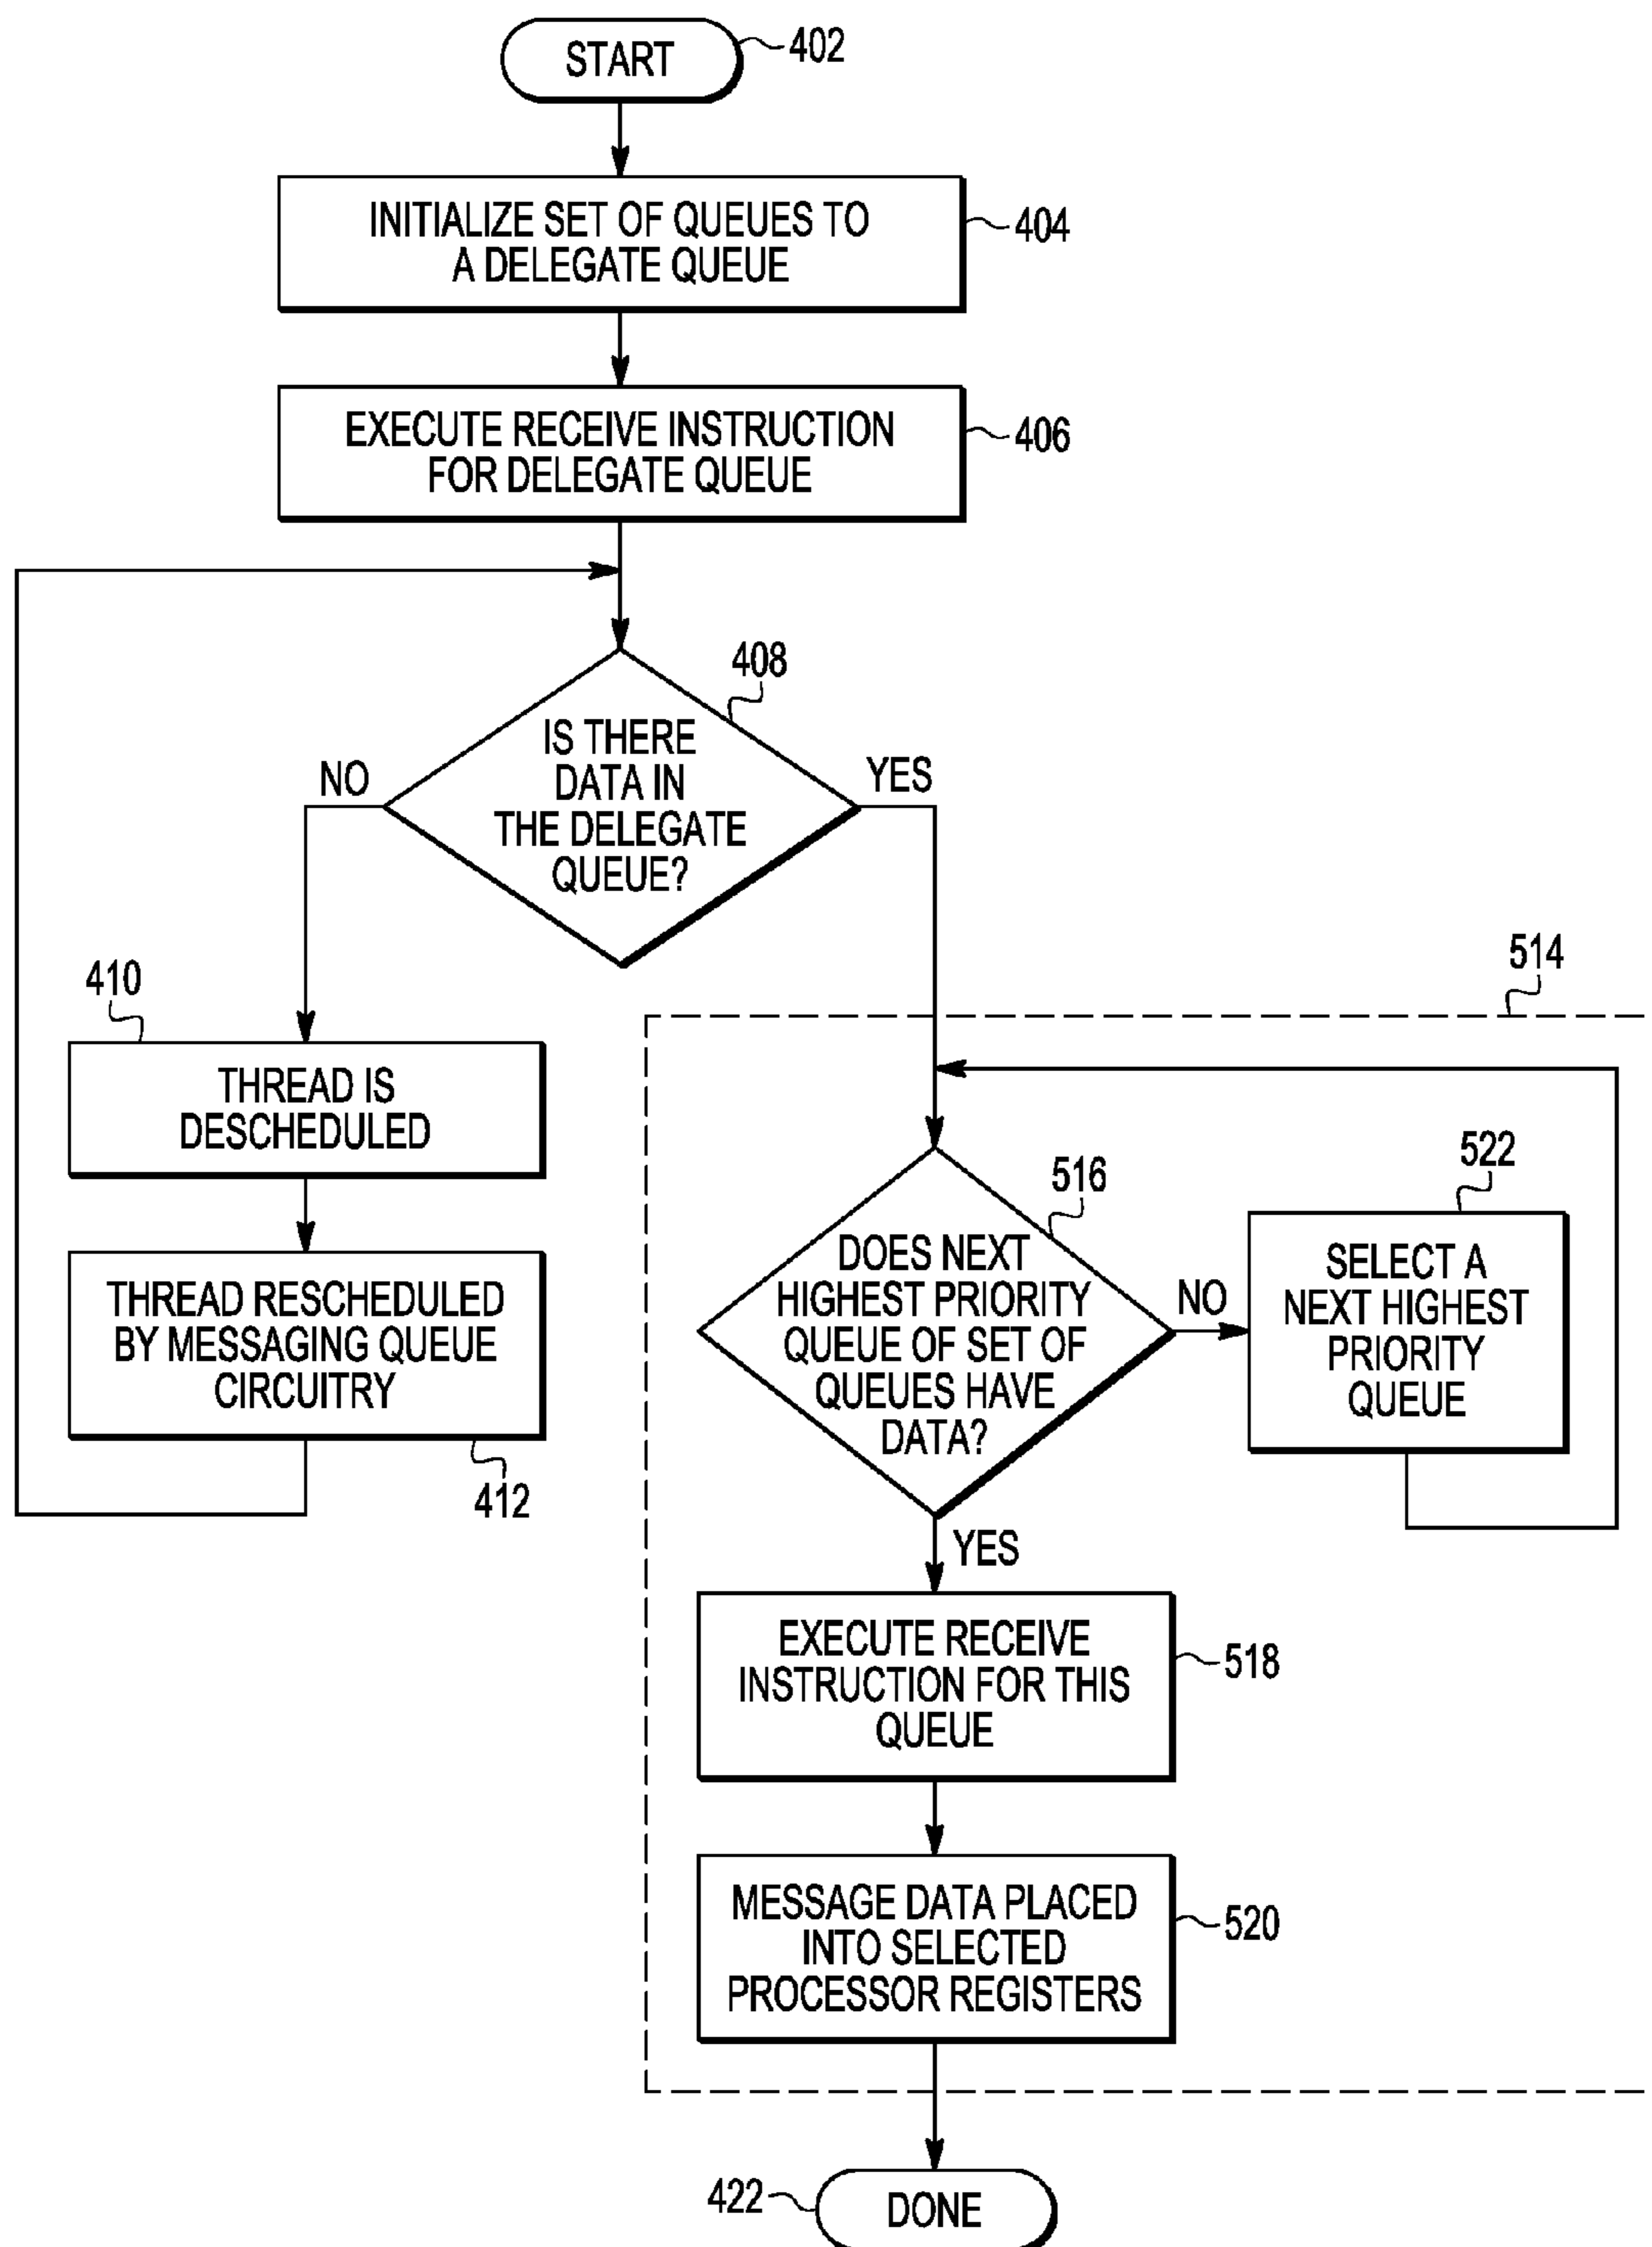 START
402
INITIALIZE SET OF QUEUES TO
A DELEGATE QUEUE
404
EXECUTE RECEIVE INSTRUCTION
FOR DELEGATE QUEUE
406
408
IS THERE
DATA IN
THE DELEGATE
QUEUE?
NO
YES
410
THREAD IS
DESCHEDULED
THREAD RESCHEDULED
BY MESSAGING QUEUE
CIRCUITRY
412
514
516
DOES NEXT
HIGHEST PRIORITY
QUEUE OF SET OF
QUEUES HAVE
DATA?
NO
522
SELECT A
NEXT HIGHEST
PRIORITY
QUEUE
YES
EXECUTE RECEIVE
INSTRUCTION FOR THIS
QUEUE
518
MESSAGE DATA PLACED
INTO SELECTED
PROCESSOR REGISTERS
520
422
DONE